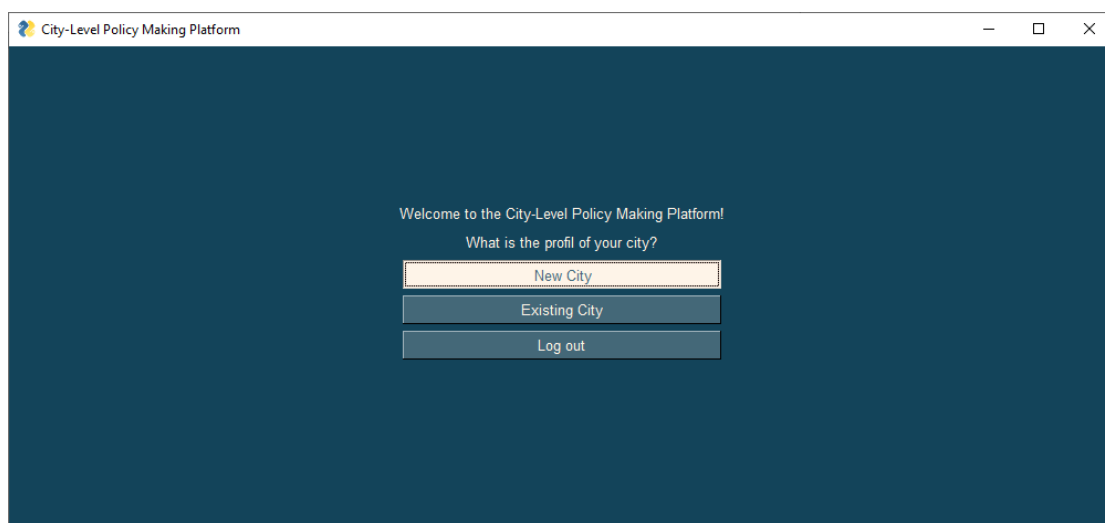 City-Level Policy Making Platform
Welcome to the City-Level Policy Making Platform!
What is the profil of your city?
New City
Existing City
Log out